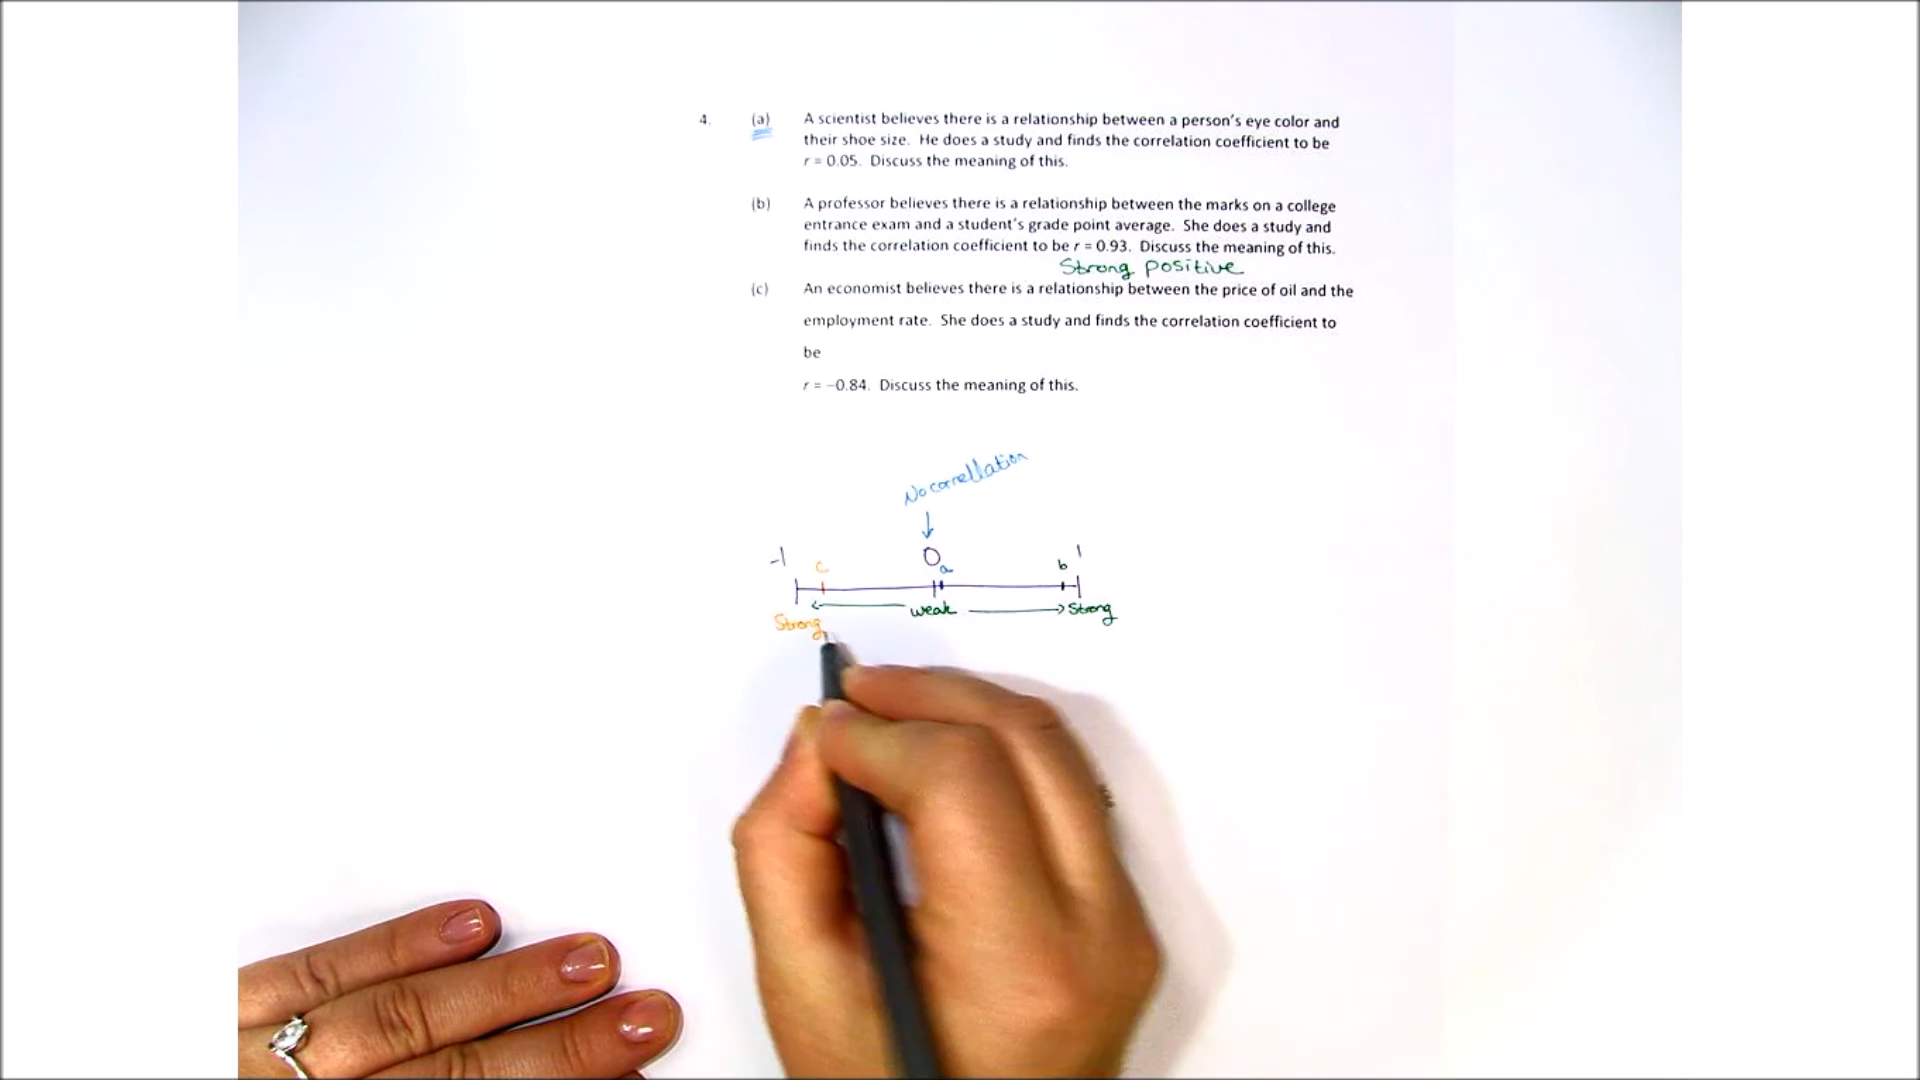 4. (a) A scientist believes there is a relationship between a person's eye color and
their shoe size. He does a study and finds the correlation coefficient to be
r = 0.05. Discuss the meaning of this.
(b) A professor believes there is a relationship between the marks on a college
entrance exam and a student's grade point average. She does a study and
finds the correlation coefficient to be r = 0.93. Discuss the meaning of this.
Strong positive
(c) An economist believes there is a relationship between the price of oil and the
employment rate. She does a study and finds the correlation coefficient to
be
r = −0.84. Discuss the meaning of this.
No correllation
-1 c 0 a b 1
weak Strong
Strong